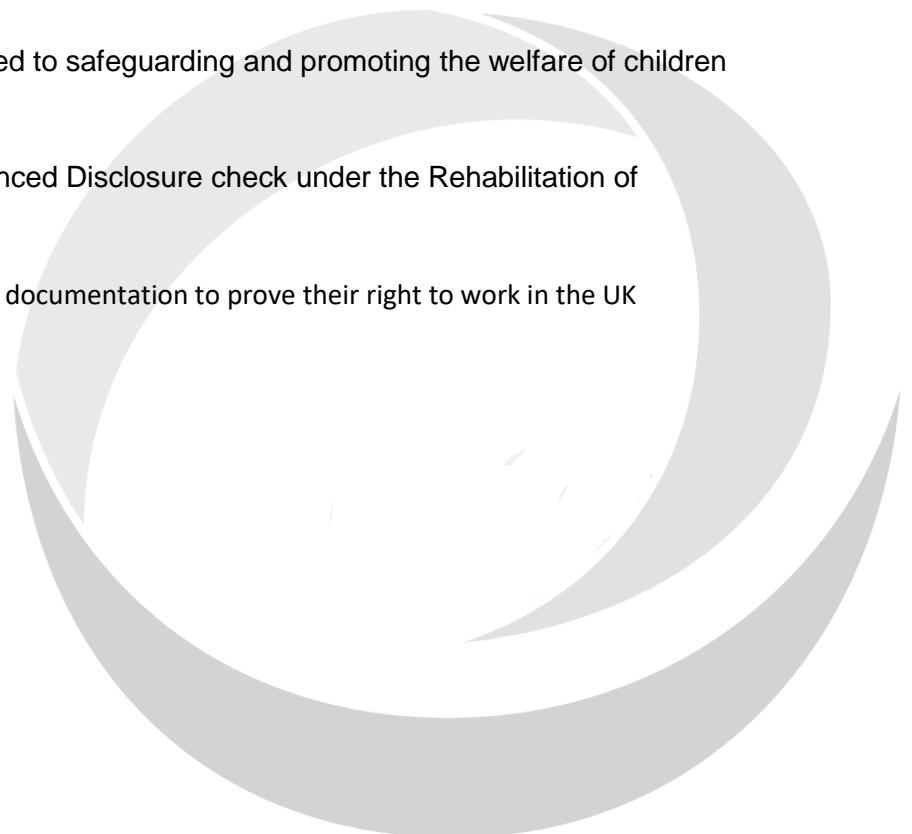 ed to safeguarding and promoting the welfare of children
nced Disclosure check under the Rehabilitation of
documentation to prove their right to work in the UK